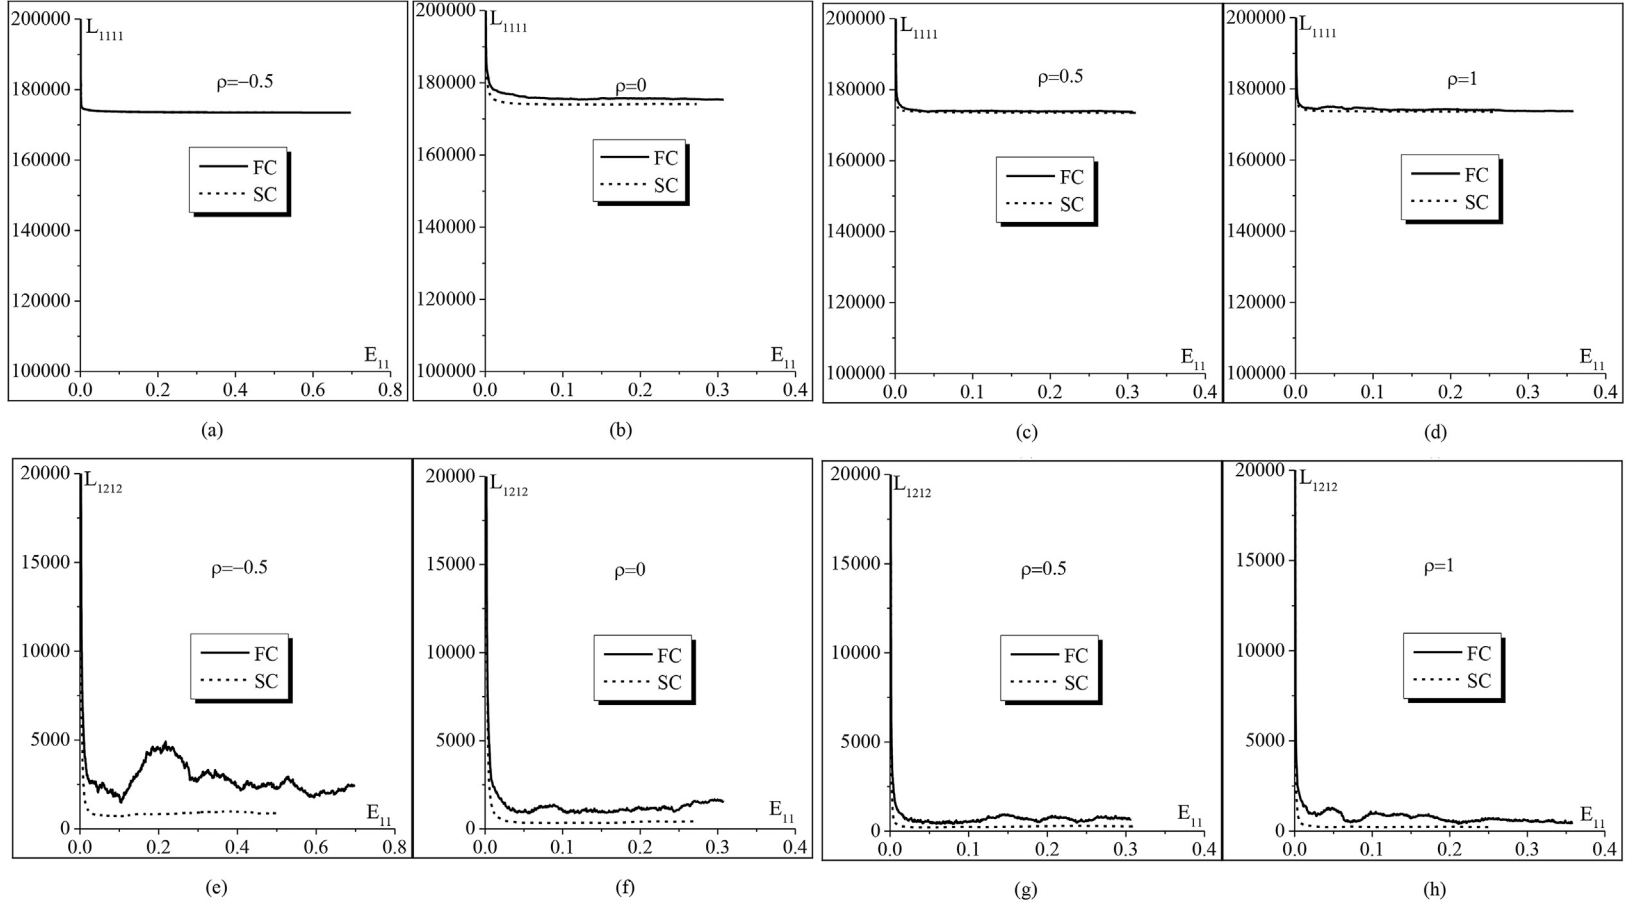 200000
L1111
180000
160000
140000
120000
100000
ρ=−0.5
FC
SC
E11
0.0 0.2 0.4 0.6 0.8
(a)
200000
L1111
180000
160000
140000
120000
100000
ρ=0
FC
SC
E11
0.0 0.1 0.2 0.3 0.4
(b)
200000
L1111
180000
160000
140000
120000
100000
ρ=0.5
FC
SC
E11
0.0 0.1 0.2 0.3 0.4
(c)
200000
L1111
180000
160000
140000
120000
100000
ρ=1
FC
SC
E11
0.0 0.1 0.2 0.3 0.4
(d)
20000
L1212
15000
10000
5000
0
ρ=−0.5
FC
SC
E11
0.0 0.2 0.4 0.6 0.8
(e)
20000
L1212
15000
10000
5000
0
ρ=0
FC
SC
E11
0.0 0.1 0.2 0.3 0.4
(f)
20000
L1212
15000
10000
5000
0
ρ=0.5
FC
SC
E11
0.0 0.1 0.2 0.3 0.4
(g)
20000
L1212
15000
10000
5000
0
ρ=1
FC
SC
E11
0.0 0.1 0.2 0.3 0.4
(h)